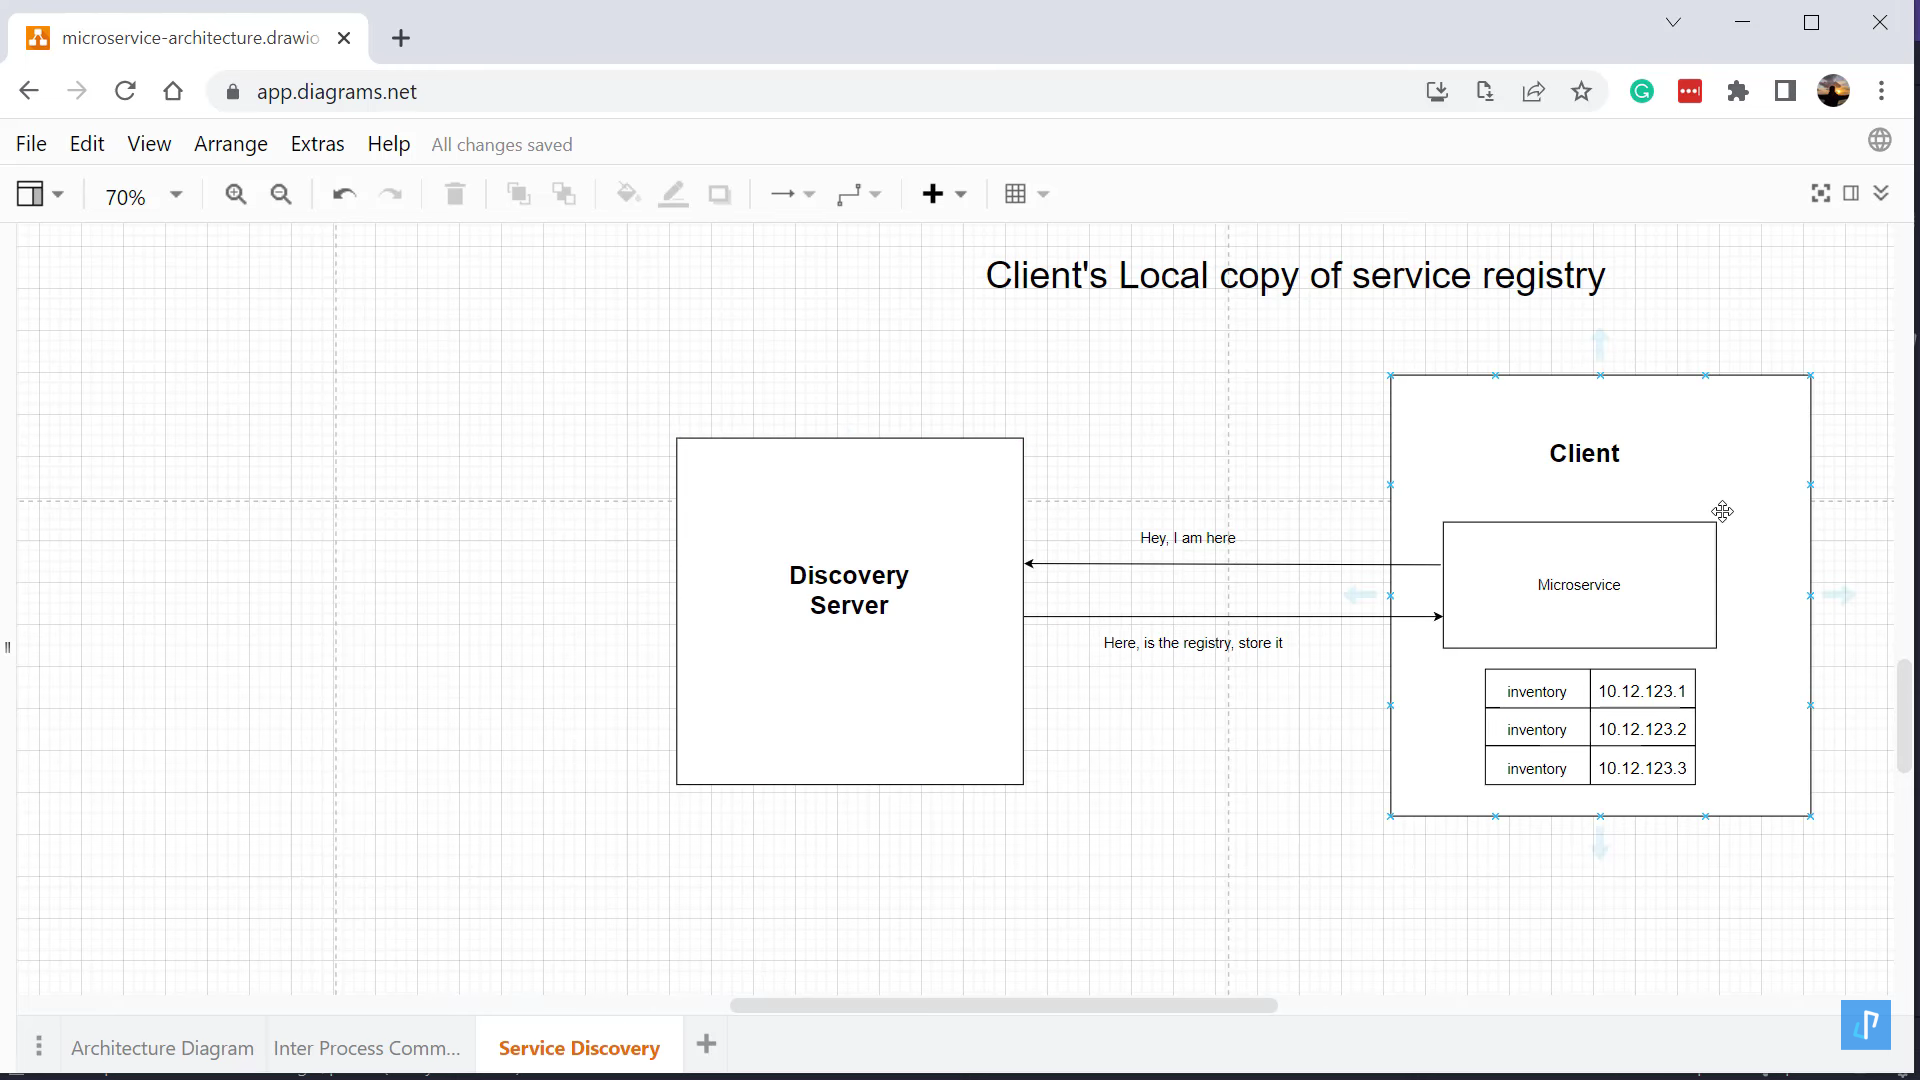 microservice-architecture.drawio
app.diagrams.net
File Edit View Arrange Extras Help All changes saved
70%
Client's Local copy of service registry
Client
Discovery
Server
Hey, I am here
Microservice
Here, is the registry, store it
inventory 10.12.123.1
inventory 10.12.123.2
inventory 10.12.123.3
Architecture Diagram Inter Process Comm... Service Discovery